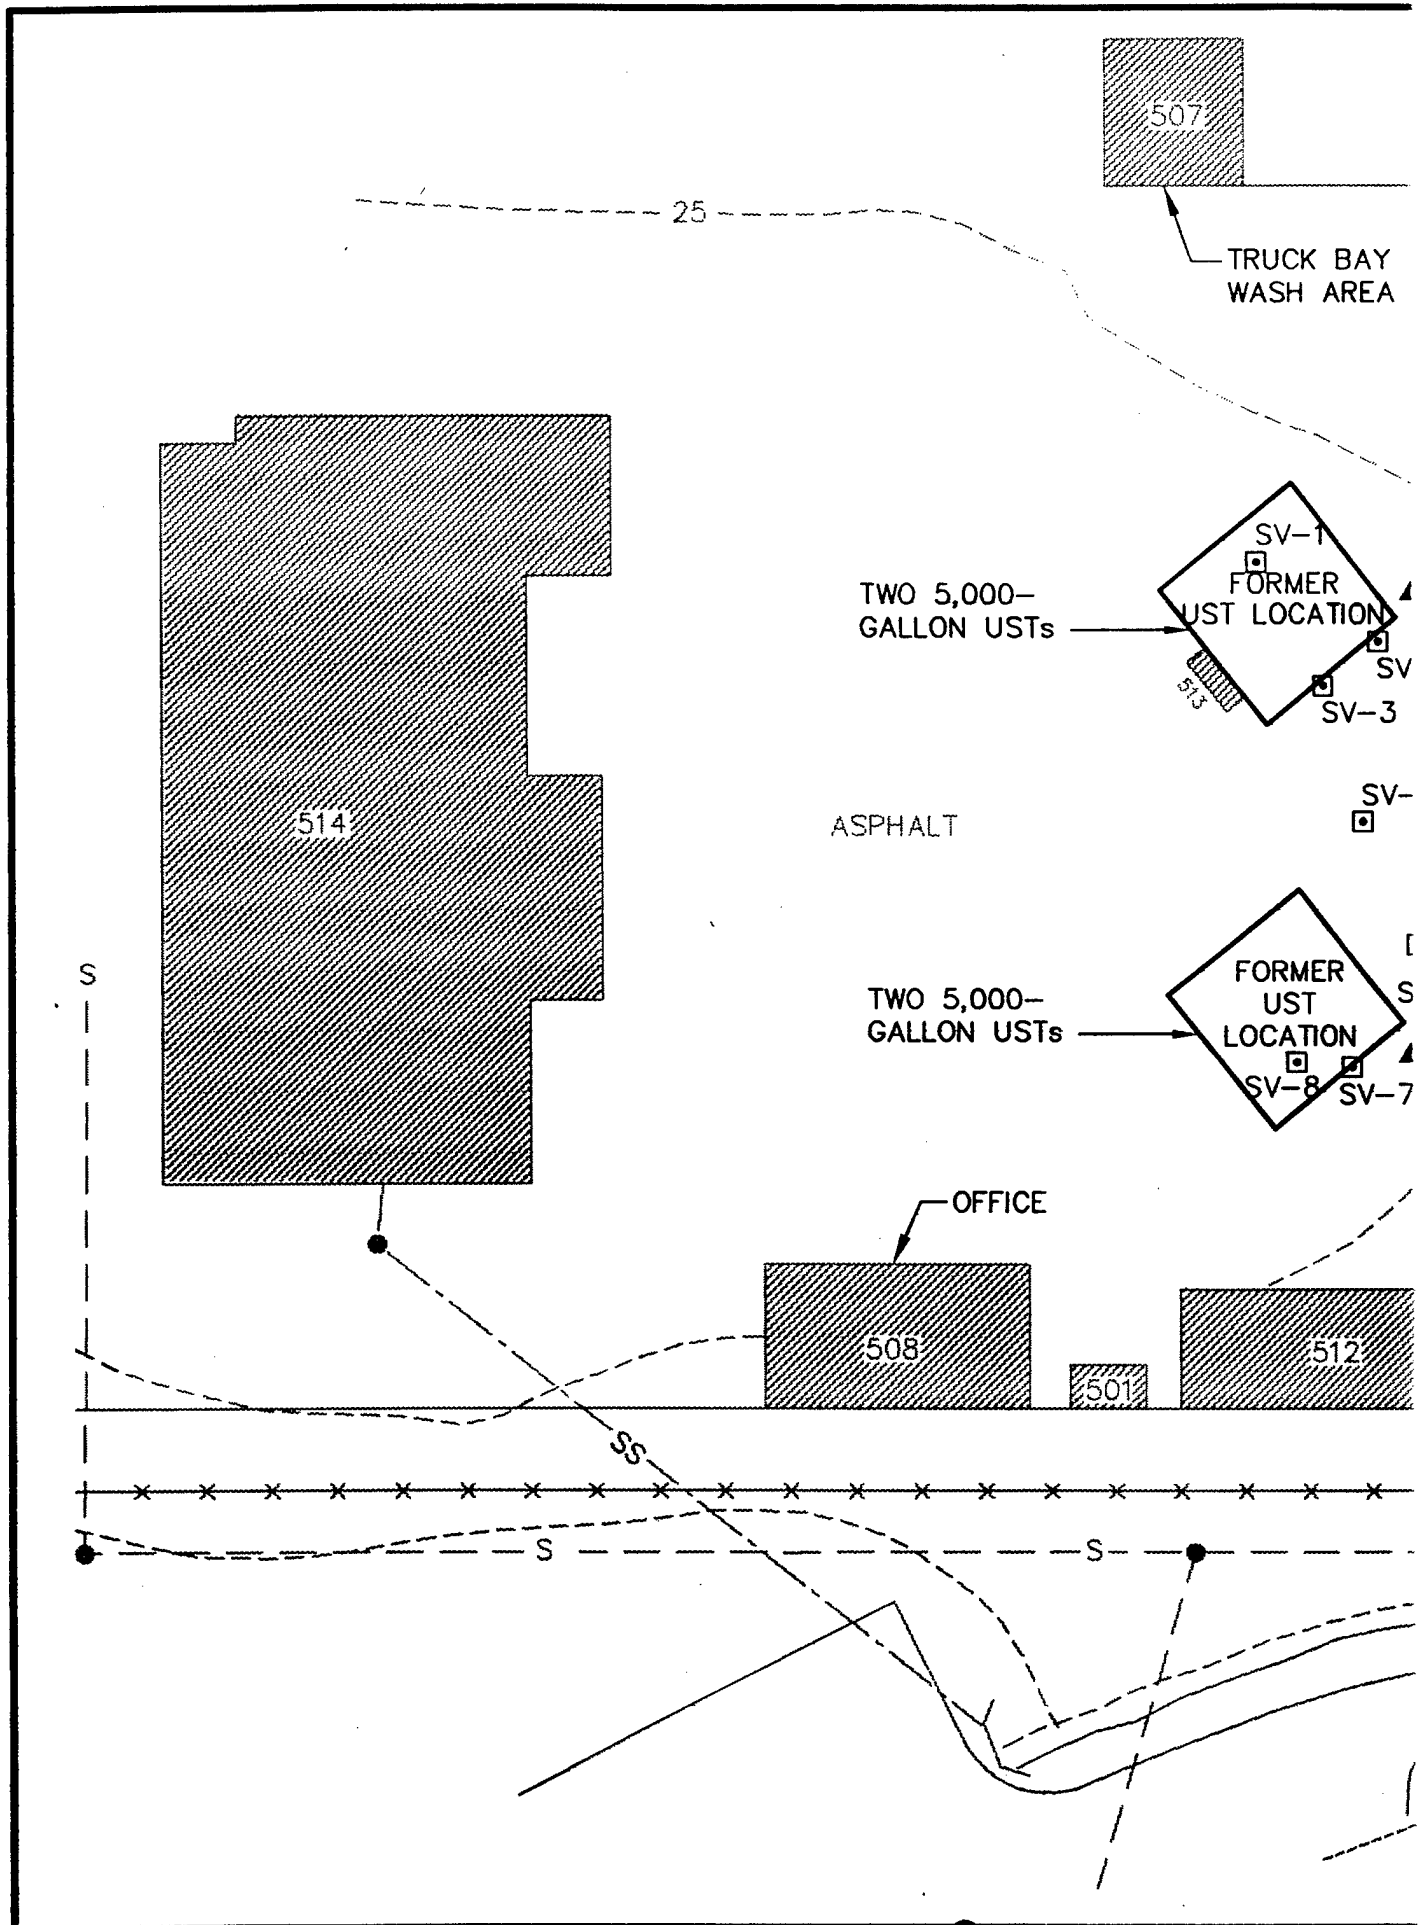 507
25
TRUCK BAY
WASH AREA
SV-1
FORMER
UST LOCATION
TWO 5,000-
GALLON USTs
SV
513
SV-3
SV-
514
ASPHALT
S
FORMER
UST
LOCATION
TWO 5,000-
GALLON USTs
S
SV-8
SV-7
OFFICE
508
512
501
SS
S
S